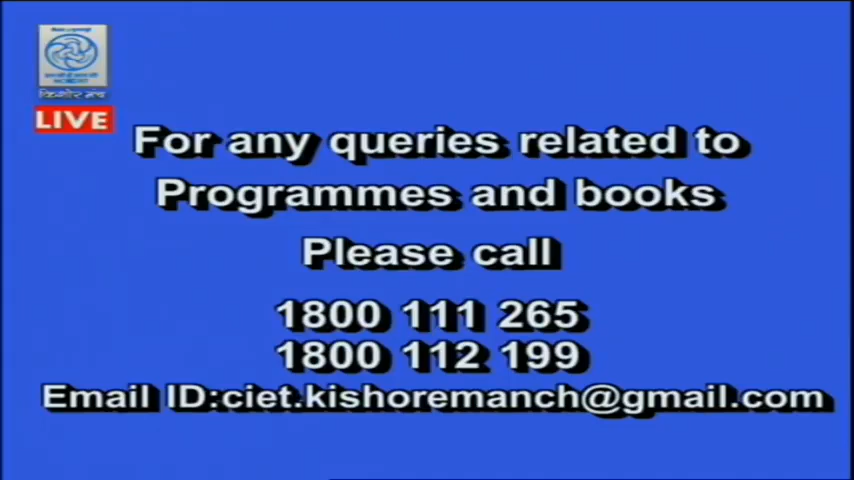 किशोर मंच
LIVE
For any queries related to
Programmes and books
Please call
1800 111 265
1800 112 199
Email ID:ciet.kishoremanch@gmail.com